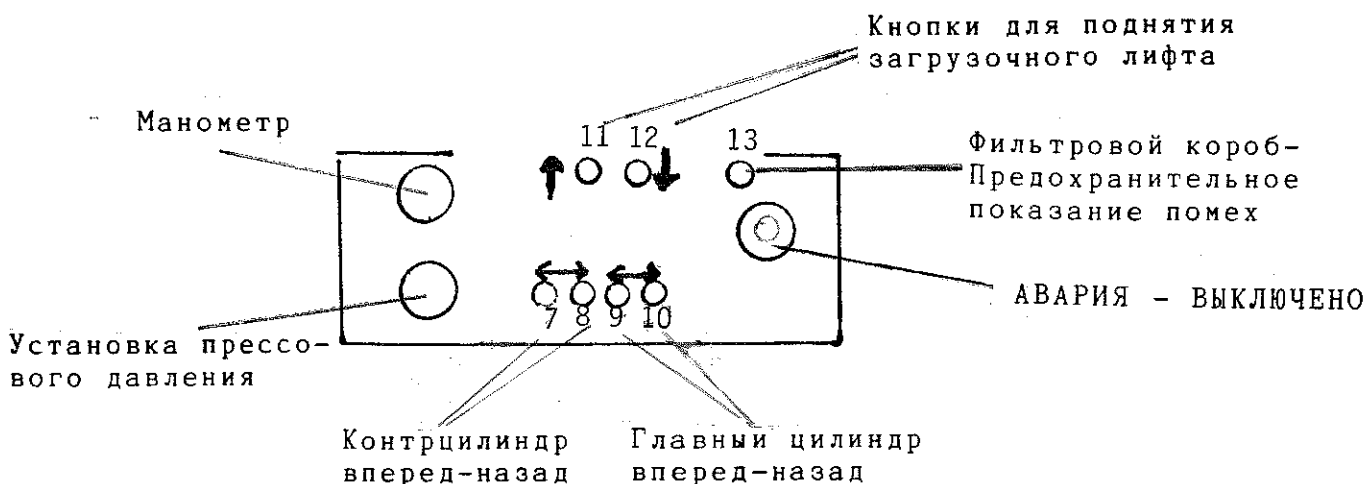 Кнопки для поднятия
загрузочного лифта
Манометр
11 12 13
Фильтровой короб-
Предохранительное
показание помех
АВАРИЯ - ВЫКЛЮЧЕНО
7 8 9 10
Установка прессо-
вого давления
Контрцилиндр
вперед-назад
Главный цилиндр
вперед-назад